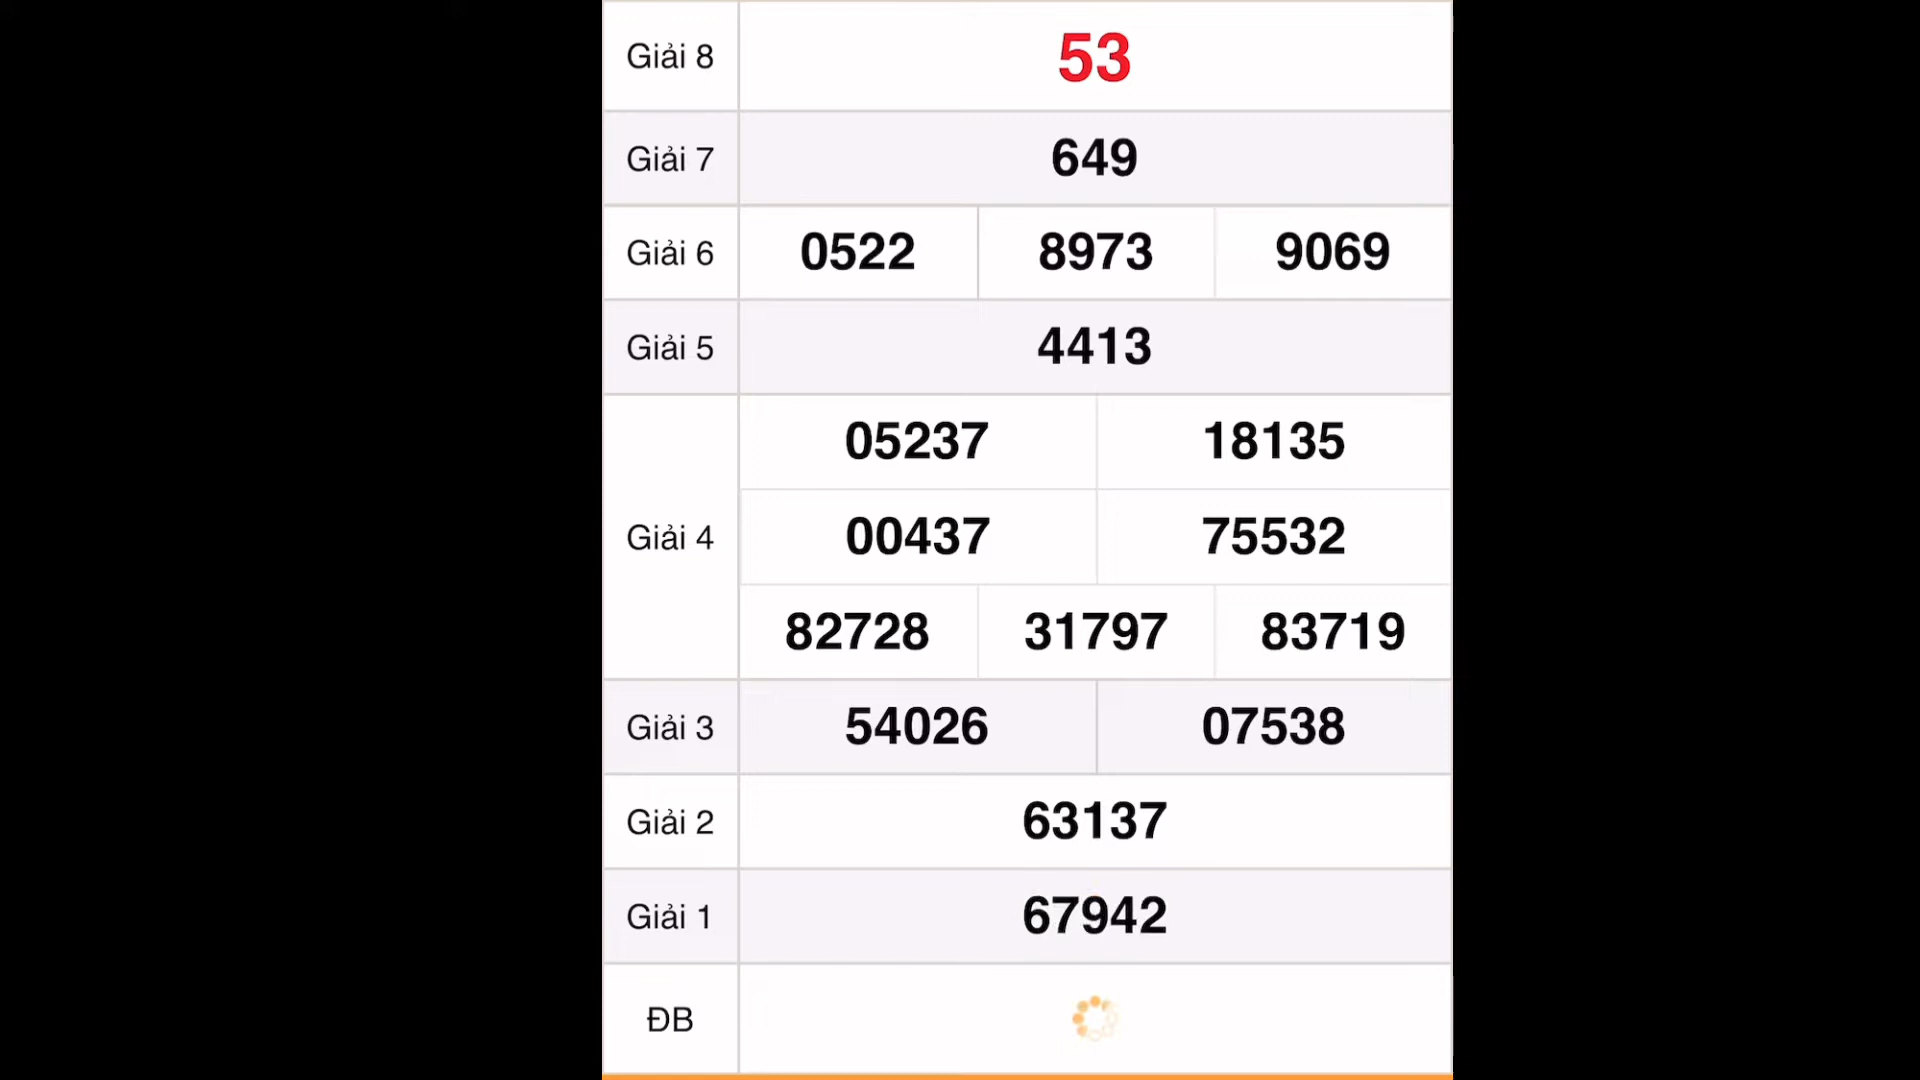 Giải 8 53
Giải 7 649
Giải 6 0522 8973 9069
Giải 5 4413
Giải 4
05237 18135
00437 75532
82728 31797 83719
Giải 3 54026 07538
Giải 2 63137
Giải 1 67942
ĐB